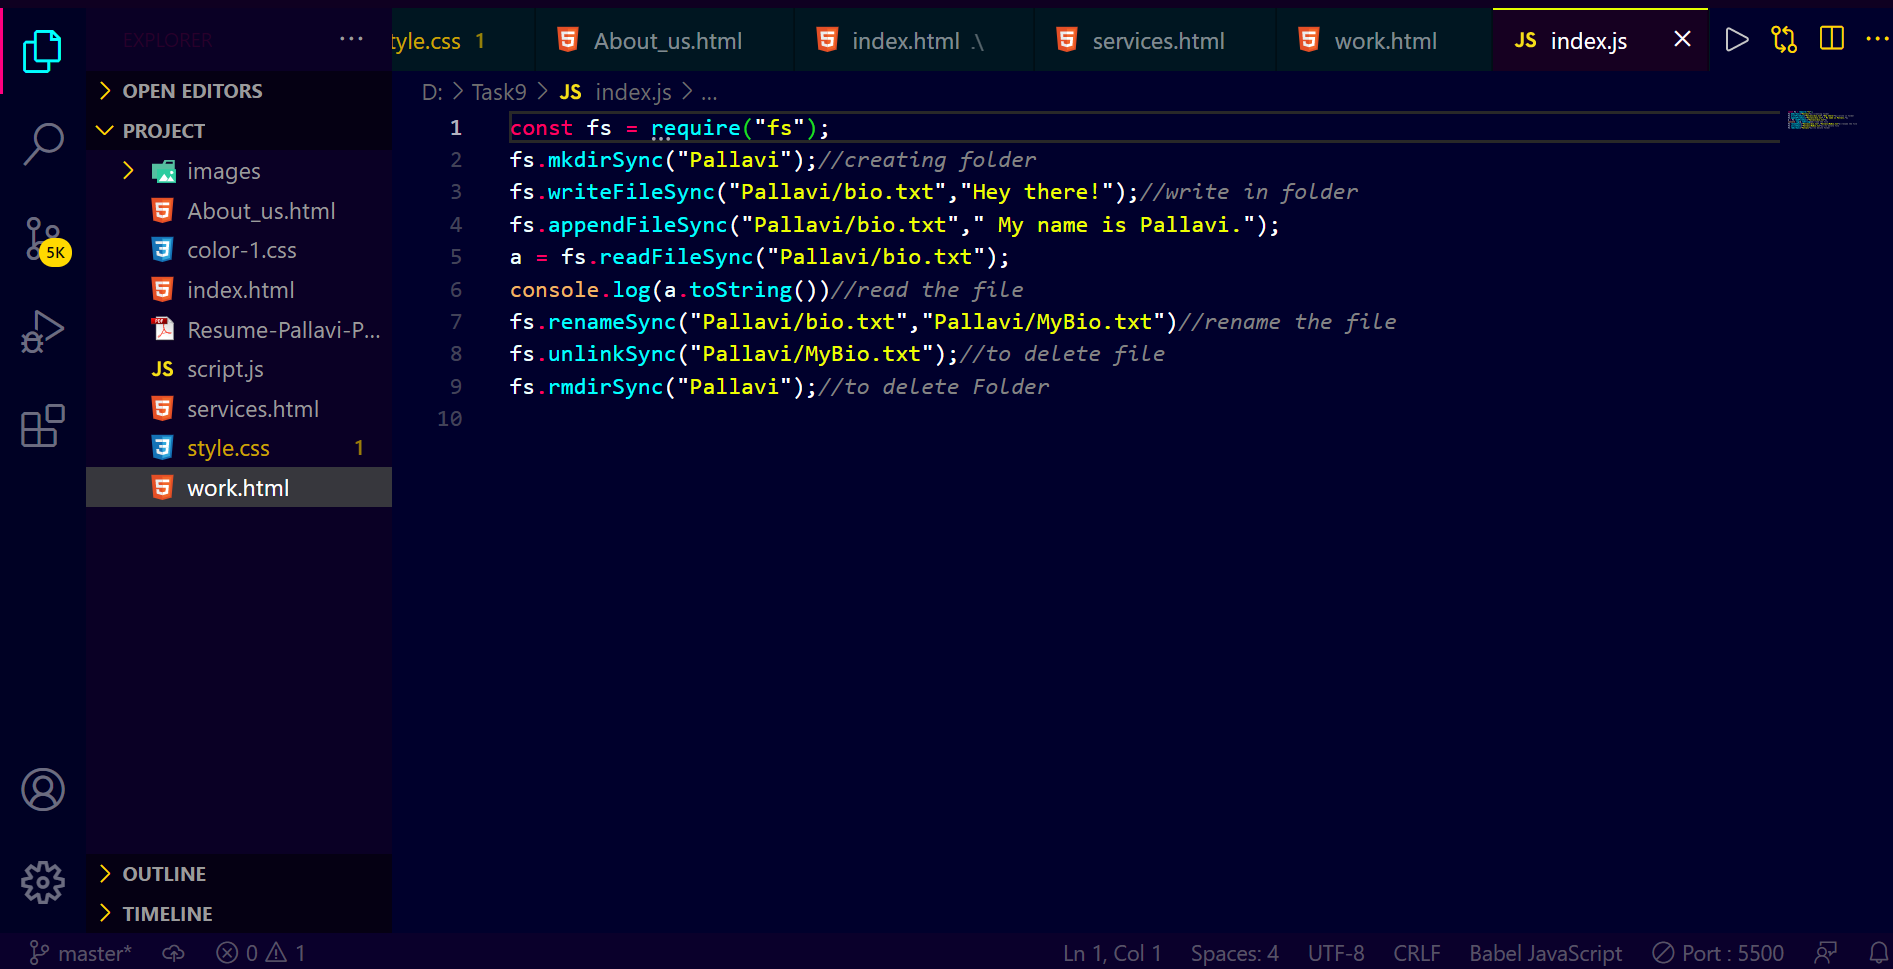 EXPLORER ···
OPEN EDITORS
PROJECT
images
About_us.html
color-1.css
index.html
Resume-Pallavi-P...
JS script.js
services.html
style.css 1
work.html
OUTLINE
TIMELINE
5K
tyle.css 1 About_us.html index.html .\ services.html work.html JS index.js
D: > Task9 > JS index.js > ...
1 const fs = require("fs");
2 fs.mkdirSync("Pallavi");//creating folder
3 fs.writeFileSync("Pallavi/bio.txt","Hey there!");//write in folder
4 fs.appendFileSync("Pallavi/bio.txt"," My name is Pallavi.");
5 a = fs.readFileSync("Pallavi/bio.txt");
6 console.log(a.toString())//read the file
7 fs.renameSync("Pallavi/bio.txt","Pallavi/MyBio.txt")//rename the file
8 fs.unlinkSync("Pallavi/MyBio.txt");//to delete file
9 fs.rmdirSync("Pallavi");//to delete Folder
10
master* 0 1 Ln 1, Col 1 Spaces: 4 UTF-8 CRLF Babel JavaScript Port : 5500